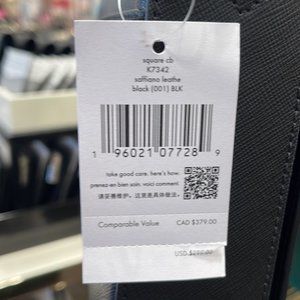 square cb
K7342
saffiano leathe
black (001) BLK
1 96021 07728 9
take good care. here's how.
prenez-en bien soin. voici comment
请妥善维护。这里是具体做法。
Comparable Value CAD $379.00
USD